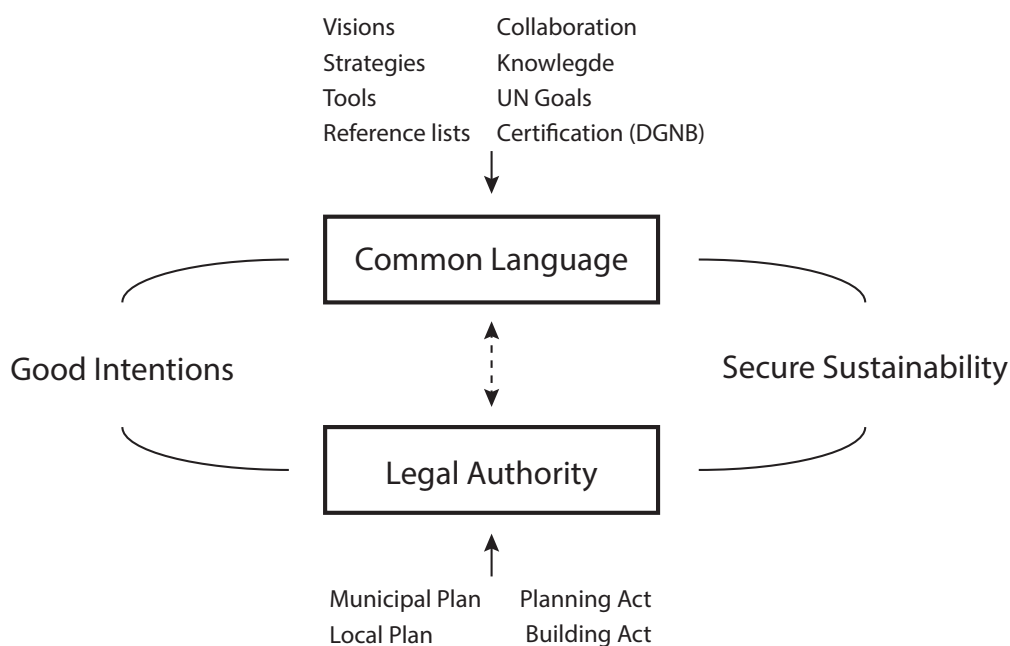 Visions Collaboration
Strategies Knowlegde
Tools UN Goals
Reference lists Certification (DGNB)
Common Language
Good Intentions Secure Sustainability
Legal Authority
Municipal Plan Planning Act
Local Plan Building Act